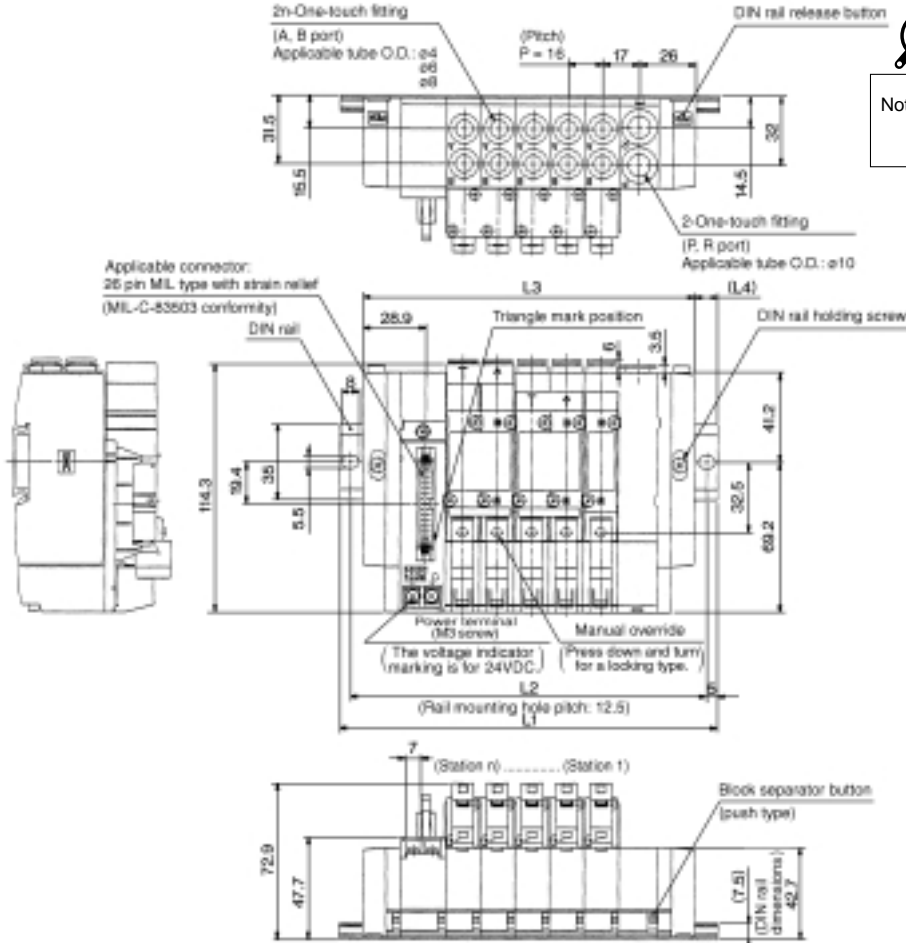 2n-One-touch fitting
(A, B port)
Applicable tube O.D.: ø4
ø6
ø8
(Pitch)
P = 16
17
26
DIN rail release button
Not
31.5
15.5
32
14.5
2-One-touch fitting
(P, R port)
Applicable tube O.D.: ø10
Applicable connector:
26 pin MIL type with strain relief
(MIL-C-83503 conformity)
DIN rail
L3
(L4)
28.9
Triangle mark position
6
3.5
DIN rail holding screw
8
114.3
19.4
35
5.5
41.2
32.5
69.2
Power terminal
(M3 screw)
(The voltage indicator
marking is for 24VDC.)
Manual override
(Press down and turn
for a locking type.)
L2
(Rail mounting hole pitch: 12.5)
L1
7
(Station n)............. (Station 1)
Block separator button
(push type)
72.9
47.7
(7.5)
(DIN rail
dimensions)
42.7